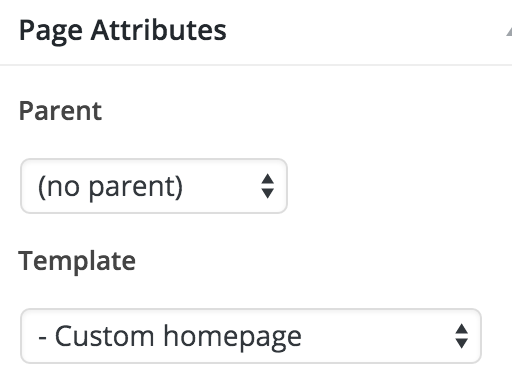 Page Attributes
Parent
(no parent)
Template
- Custom homepage